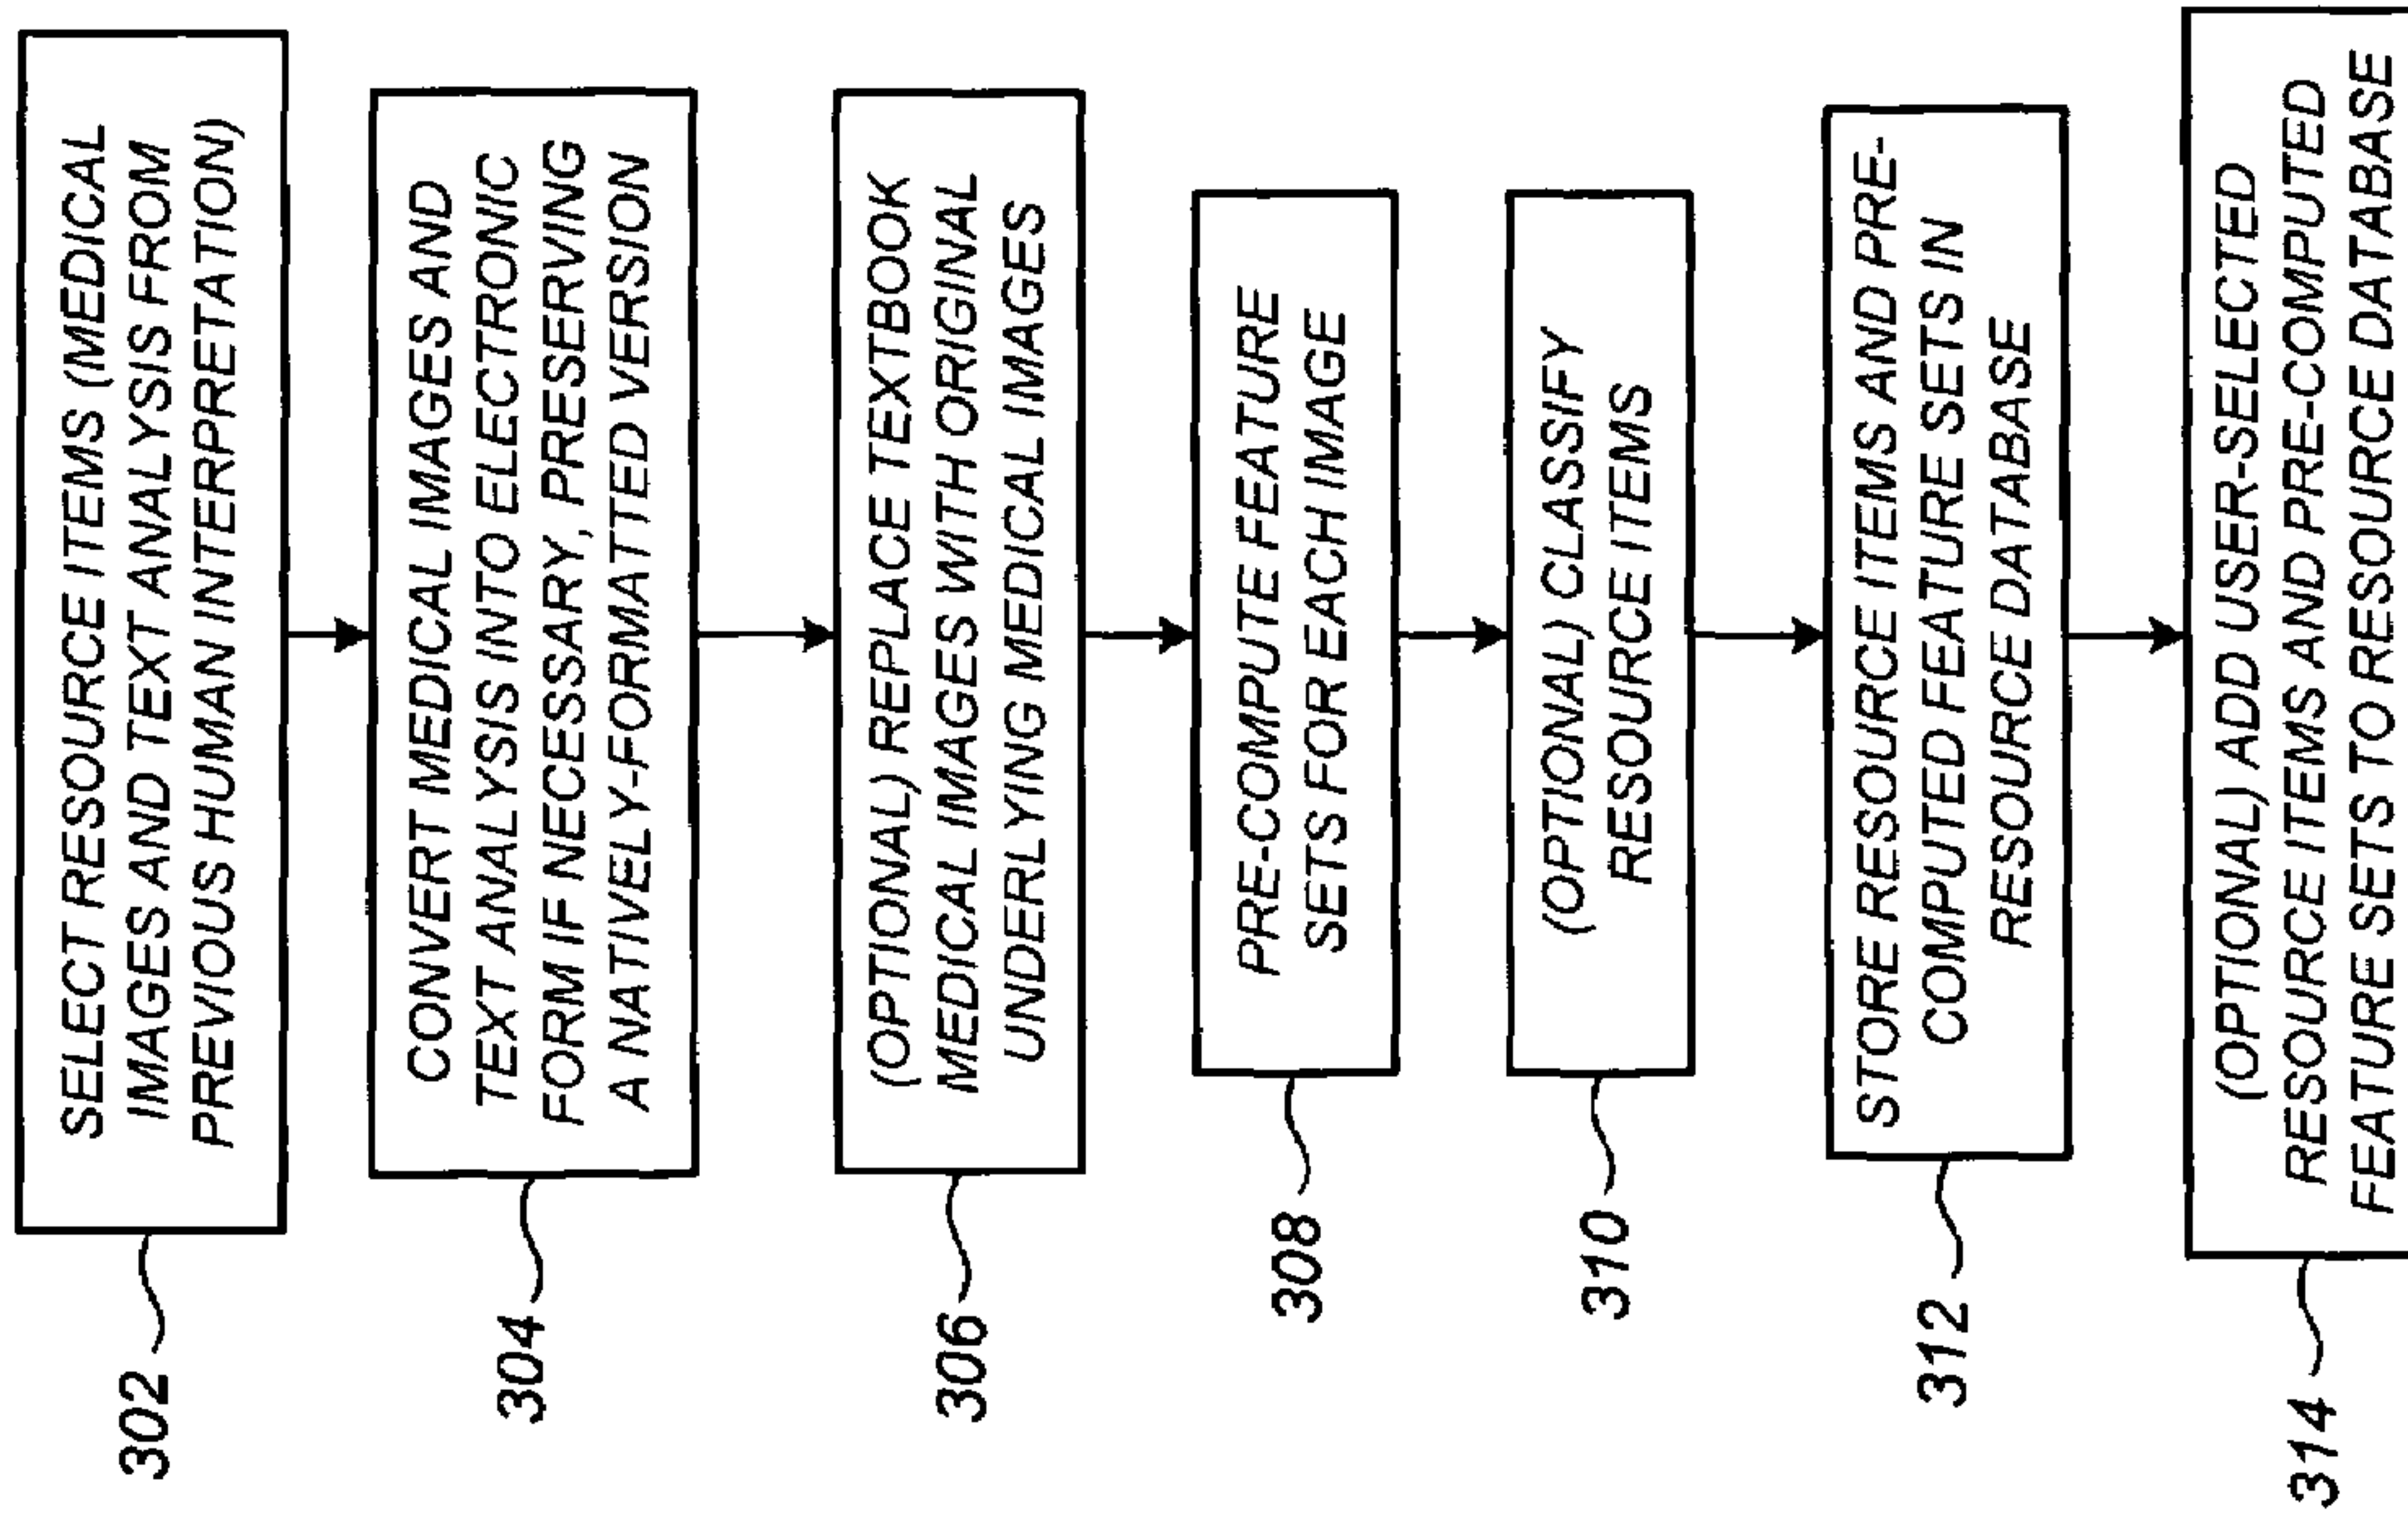 SELECT RESOURCE ITEMS (MEDICAL
IMAGES AND TEXT ANALYSIS FROM
PREVIOUS HUMAN INTERPRETATION)
302
CONVERT MEDICAL IMAGES AND
TEXT ANALYSIS INTO ELECTRONIC
FORM IF NECESSARY, PRESERVING
A NATIVELY-FORMATTED VERSION
304
(OPTIONAL) REPLACE TEXTBOOK
MEDICAL IMAGES WITH ORIGINAL
UNDERLYING MEDICAL IMAGES
306
PRE-COMPUTE FEATURE
SETS FOR EACH IMAGE
308
(OPTIONAL) CLASSIFY
RESOURCE ITEMS
310
STORE RESOURCE ITEMS AND PRE-
COMPUTED FEATURE SETS IN
RESOURCE DATABASE
312
(OPTIONAL) ADD USER-SELECTED
RESOURCE ITEMS AND PRE-COMPUTED
FEATURE SETS TO RESOURCE DATABASE
314